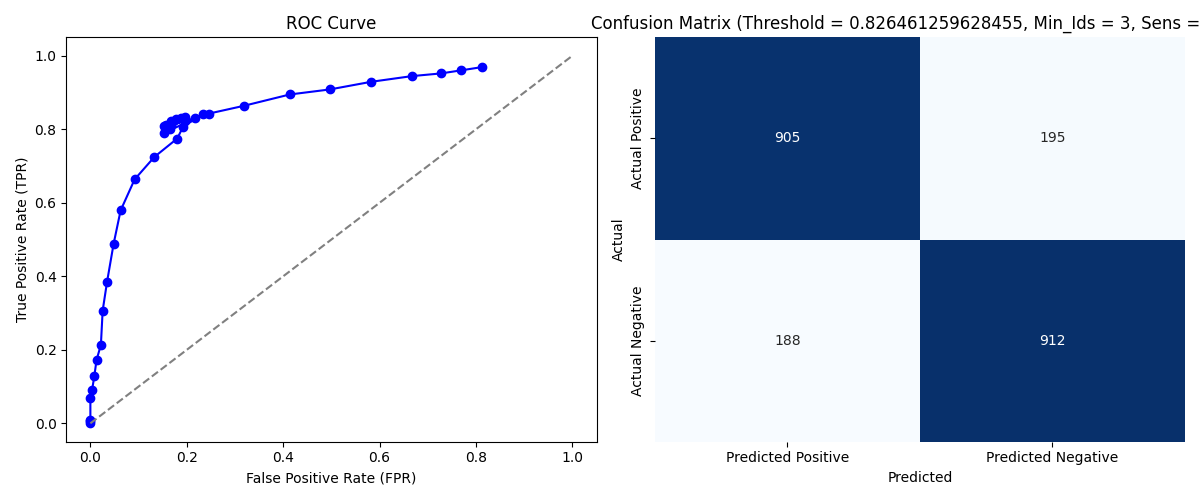 ROC Curve
True Positive Rate (TPR)
1.0
0.8
0.6
0.4
0.2
0.0
0.0 0.2 0.4 0.6 0.8 1.0
False Positive Rate (FPR)
Confusion Matrix (Threshold = 0.826461259628455, Min_Ids = 3, Sens =
Actual
Actual Positive
905 195
Actual Negative
188 912
Predicted Positive Predicted Negative
Predicted